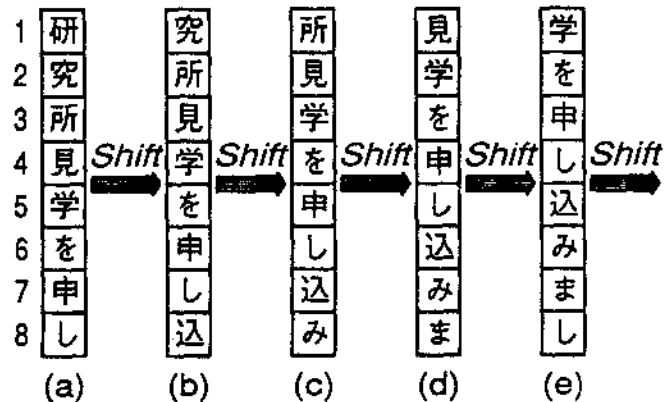 1 研 究 所 見 学
2 究 所 見 学 を
3 所 見 学 を 申
4 見 Shift 学 Shift を Shift 申 Shift し Shift
5 学 を 申 し 込
6 を 申 し 込 み
7 申 し 込 み ま
8 し 込 み ま し
(a) (b) (c) (d) (e)